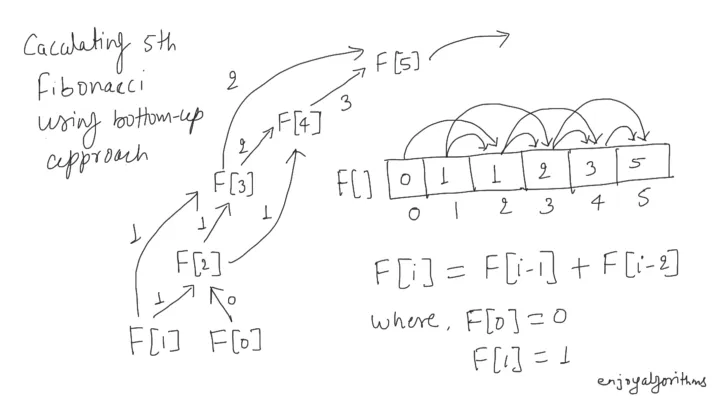 Caculating 5th
Fibonacci
using bottom-up
approach
F[5]
2
3
F[4]
2
F[3]
1
1
1
F[2]
1
0
F[1] F[0]
F[] 0 1 1 2 3 5
0 1 2 3 4 5
F[i] = F[i-1] + F[i-2]
where, F[0] = 0
F[1] = 1
enjoyalgorithms